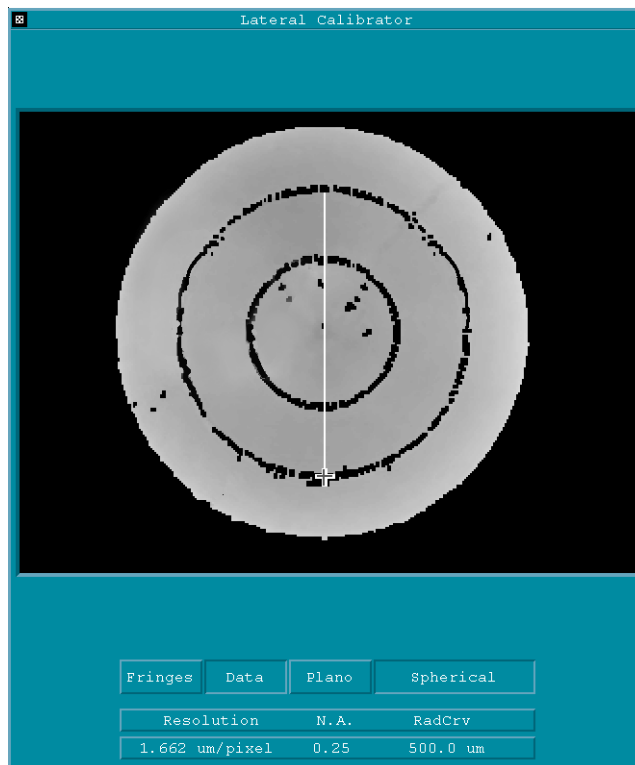 Lateral Calibrator
Fringes Data Plano Spherical
Resolution N.A. RadCrv
1.662 um/pixel 0.25 500.0 um